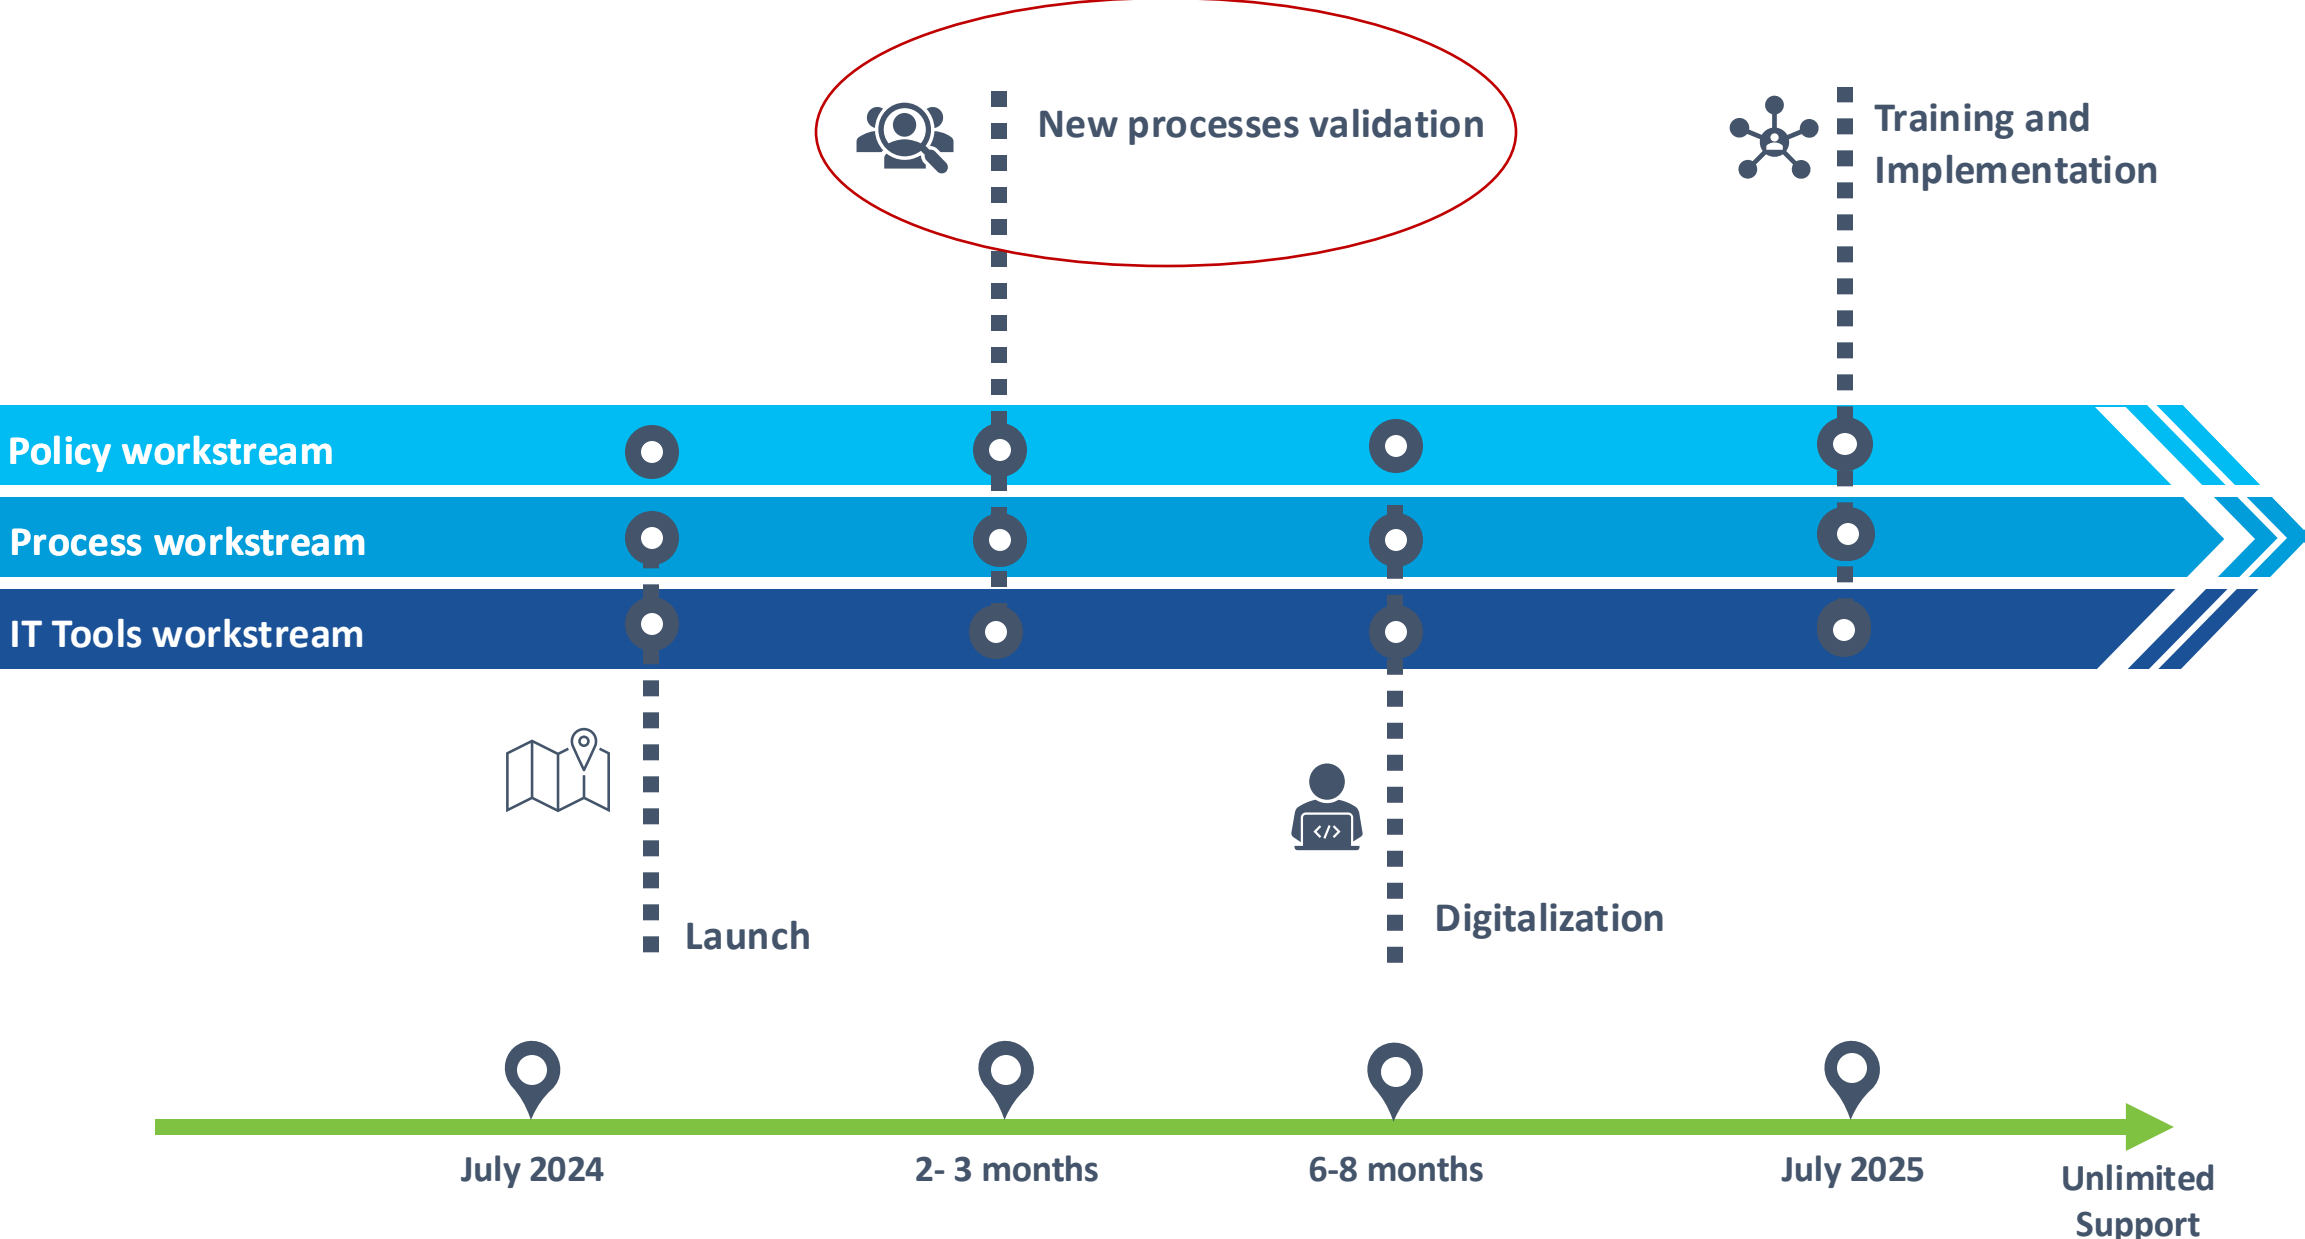 New processes validation
Training and
Implementation
Policy workstream
Process workstream
IT Tools workstream
</>
Launch
Digitalization
July 2024
2- 3 months
6-8 months
July 2025
Unlimited
Support